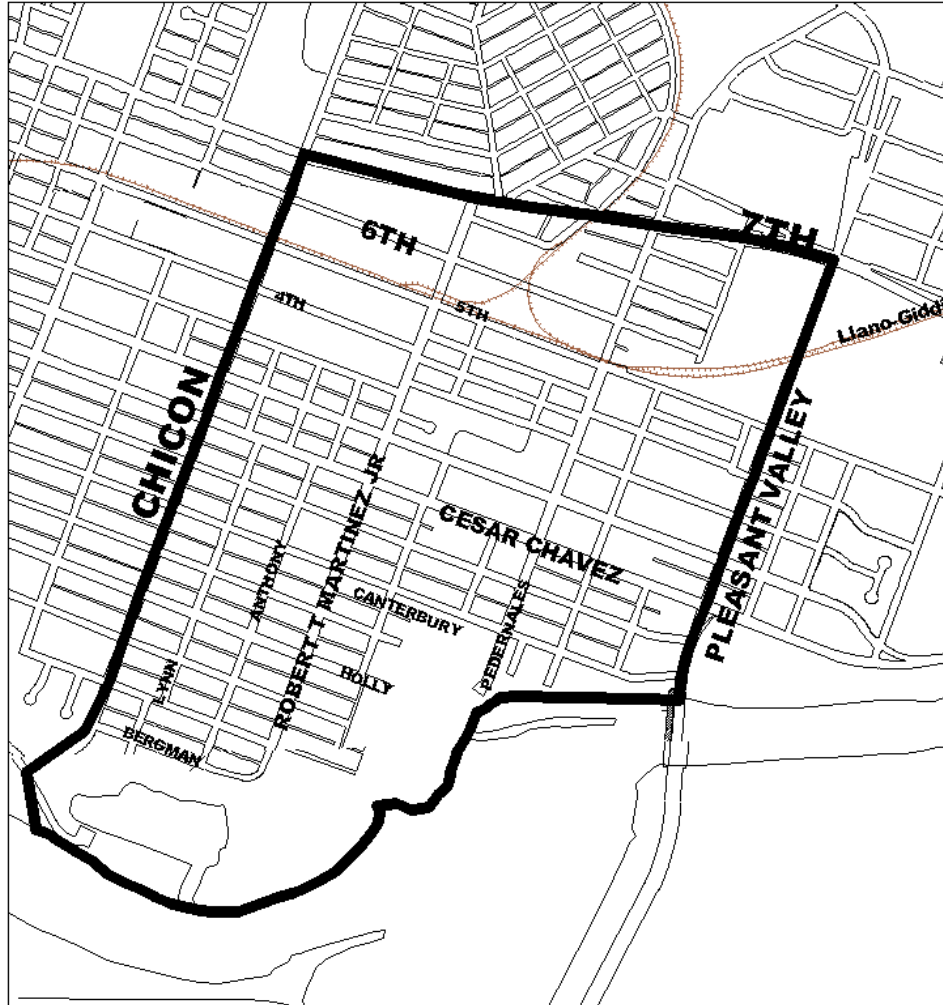 7TH
6TH
4TH
5TH
Llano-Gidd
CHICON
PLEASANT VALLEY
ROBERT T MARTINEZ JR
CESAR CHAVEZ
ANTHONY
CANTERBURY
PEDERNALES
LYNN
HOLLY
BERGMAN